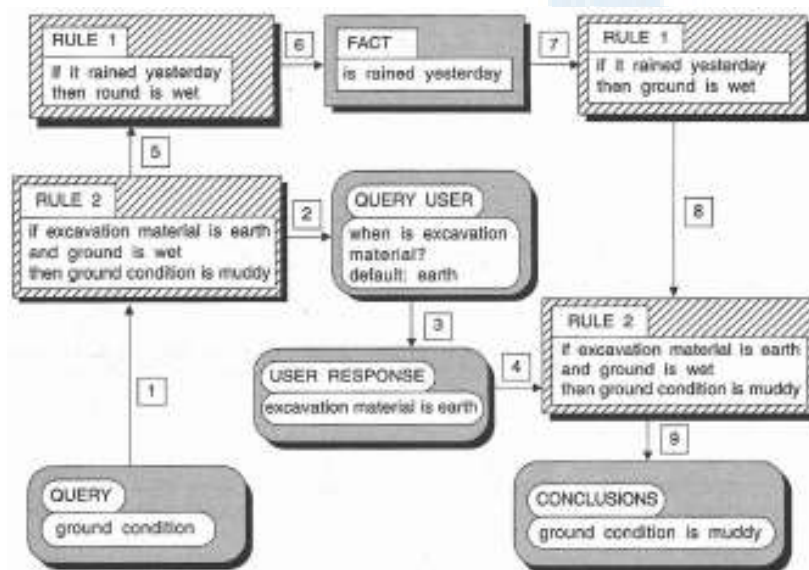 RULE 1
if it rained yesterday
then round is wet
6
FACT
is rained yesterday
7
RULE 1
if it rained yesterday
then ground is wet
5
RULE 2
if excavation material is earth
and ground is wet
then ground condition is muddy
2
QUERY USER
when is excavation
material?
default: earth
8
3
USER RESPONSE
excavation material is earth
4
RULE 2
if excavation material is earth
and ground is wet
then ground condition is muddy
1
9
QUERY
ground condition
CONCLUSIONS
ground condition is muddy